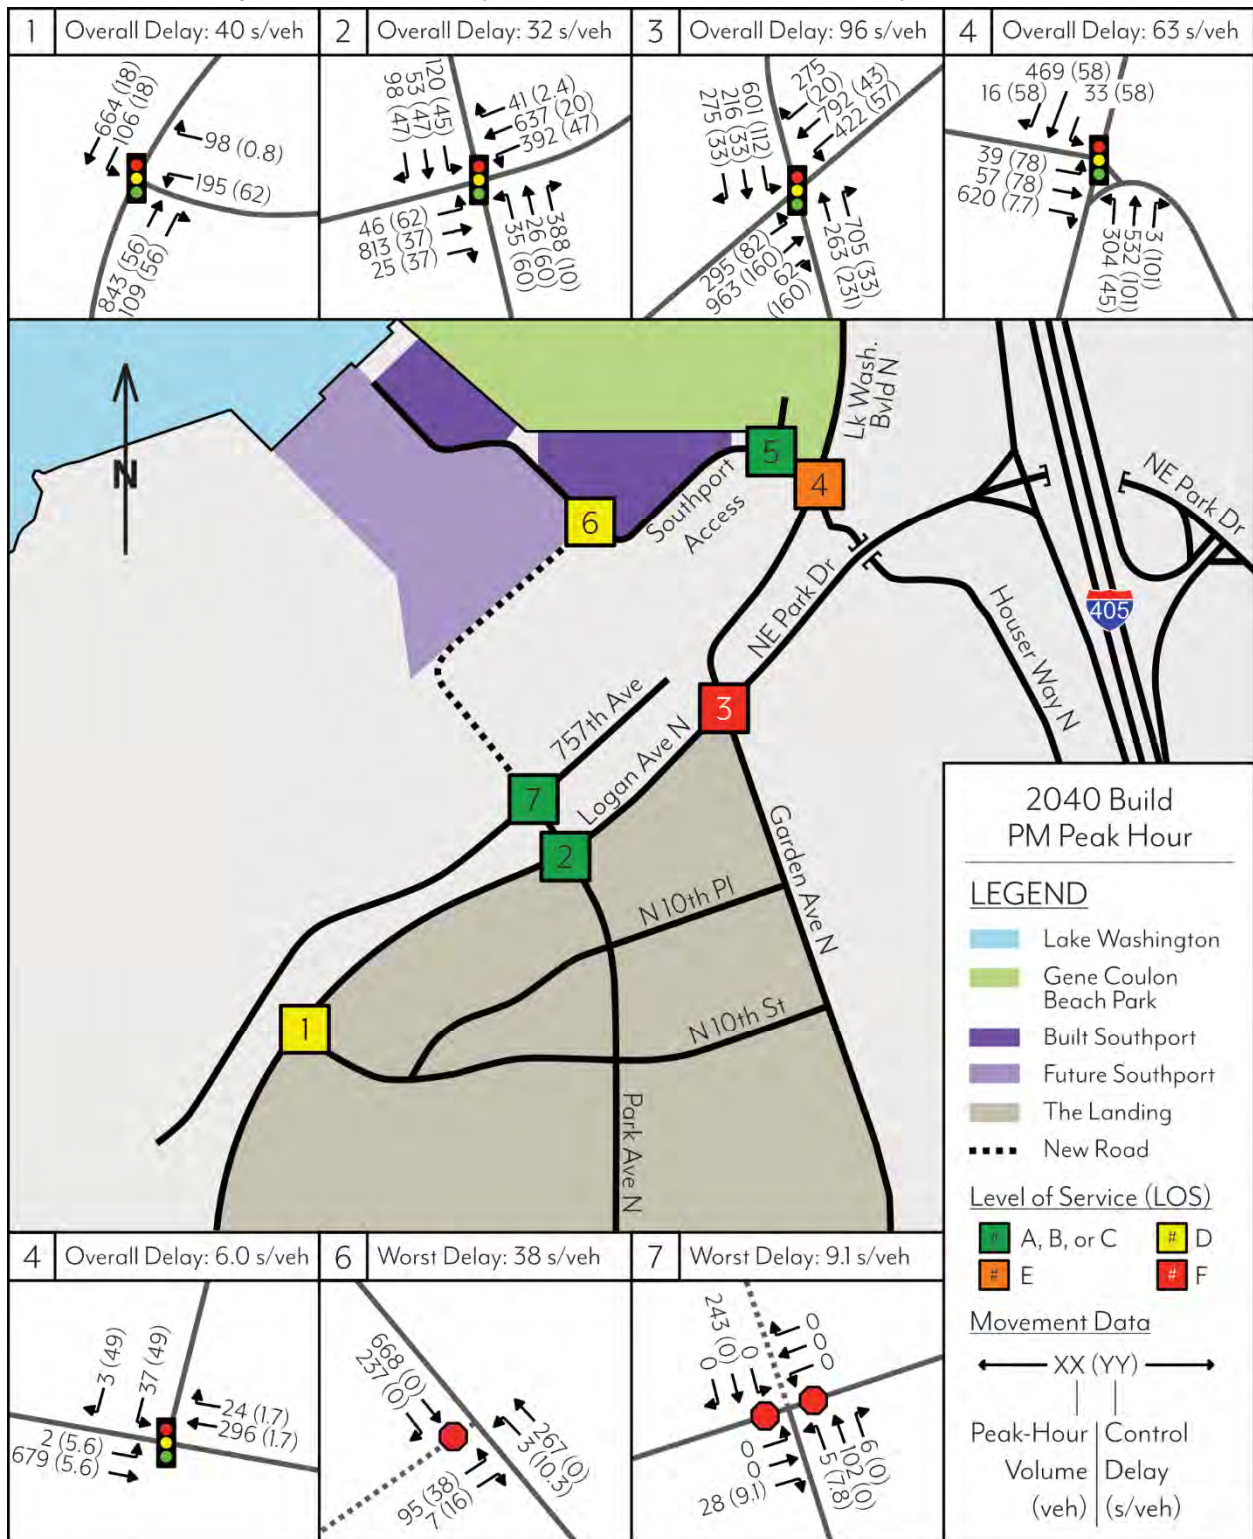 1 Overall Delay: 40 s/veh
2 Overall Delay: 32 s/veh
3 Overall Delay: 96 s/veh
4 Overall Delay: 63 s/veh
664 (18)
106 (18)
98 (0.8)
195 (62)
843 (56)
109 (56)
98 (47)
53 (47)
120 (45)
41 (2.4)
637 (20)
392 (47)
46 (62)
813 (37)
25 (37)
35 (60)
26 (60)
388 (10)
275 (33)
216 (33)
601 (112)
275
(20)
792 (43)
422 (57)
295 (82)
963 (160)
62
(160)
263 (231)
705 (33)
469 (58)
16 (58)
33 (58)
39 (78)
57 (78)
620 (7.7)
304 (45)
532 (101)
3 (101)
N
Lk Wash.
Bvld N
5
4
NE Park Dr
6
Southport
Access
NE Park Dr
405
Houser Way N
3
757th Ave
Logan Ave N
7
2
Garden Ave N
N 10th Pl
N 10th St
1
Park Ave N
2040 Build
PM Peak Hour
LEGEND
Lake Washington
Gene Coulon
Beach Park
Built Southport
Future Southport
The Landing
New Road
Level of Service (LOS)
# A, B, or C
# D
# E
# F
Movement Data
XX (YY)
Peak-Hour Control
Volume Delay
(veh) (s/veh)
4 Overall Delay: 6.0 s/veh
6 Worst Delay: 38 s/veh
7 Worst Delay: 9.1 s/veh
3 (49)
37 (49)
24 (1.7)
296 (1.7)
2 (5.6)
679 (5.6)
668 (0)
237 (0)
267 (0)
3 (10.3)
95 (38)
7 (16)
0
243 (0)
0
0
0
0
0
0
28 (9.1)
5 (7.8)
102 (0)
6 (0)